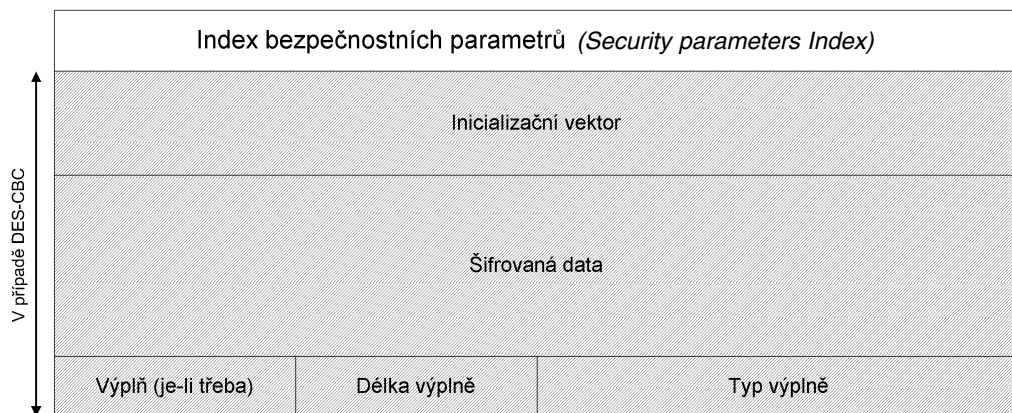 Index bezpečnostních parametrů (Security parameters Index)
Inicializační vektor
V případě DES-CBC
Šifrovaná data
Výplň (je-li třeba)
Délka výplně
Typ výplně